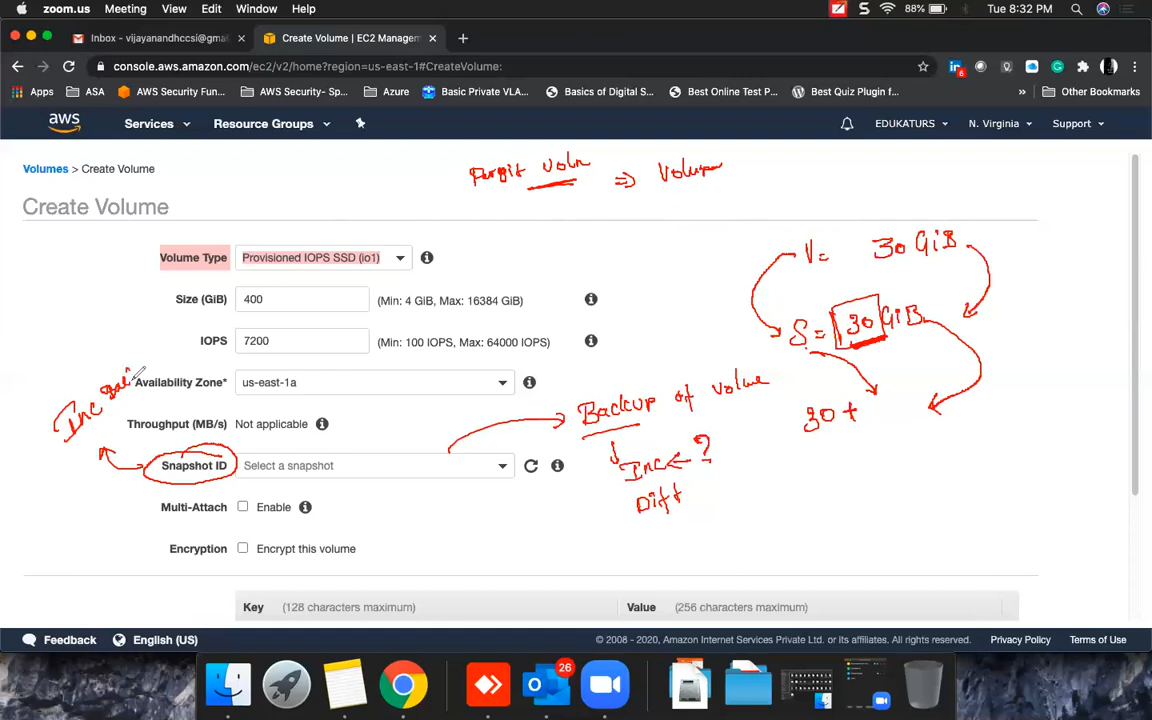 zoom.us Meeting View Edit Window Help 88% Tue 8:32 PM
Inbox - vijayanandhccsi@gma × Create Volume | EC2 Managem × +
console.aws.amazon.com/ec2/v2/home?region=us-east-1#CreateVolume: 6
Apps ASA AWS Security Fun... AWS Security- Sp... Azure Basic Private VLA... Basics of Digital S... Best Online Test P... Best Quiz Plugin f... » Other Bookmarks
aws Services Resource Groups EDUKATURS N. Virginia Support
Volumes > Create Volume
volm ⇒ Volume
Create Volume
V= 30 GiB
Volume Type Provisioned IOPS SSD (io1)
Size (GiB) 400 (Min: 4 GiB, Max: 16384 GiB)
S = 30 GiB
IOPS 7200 (Min: 100 IOPS, Max: 64000 IOPS)
Availability Zone* us-east-1a
Inc
Backup of volume
30 +
Throughput (MB/s) Not applicable
Snapshot ID Select a snapshot
Inc ← ?
Diff
Multi-Attach Enable
Encryption Encrypt this volume
Key (128 characters maximum) Value (256 characters maximum)
Feedback English (US) © 2008 - 2020, Amazon Internet Services Private Ltd. or its affiliates. All rights reserved. Privacy Policy Terms of Use
26